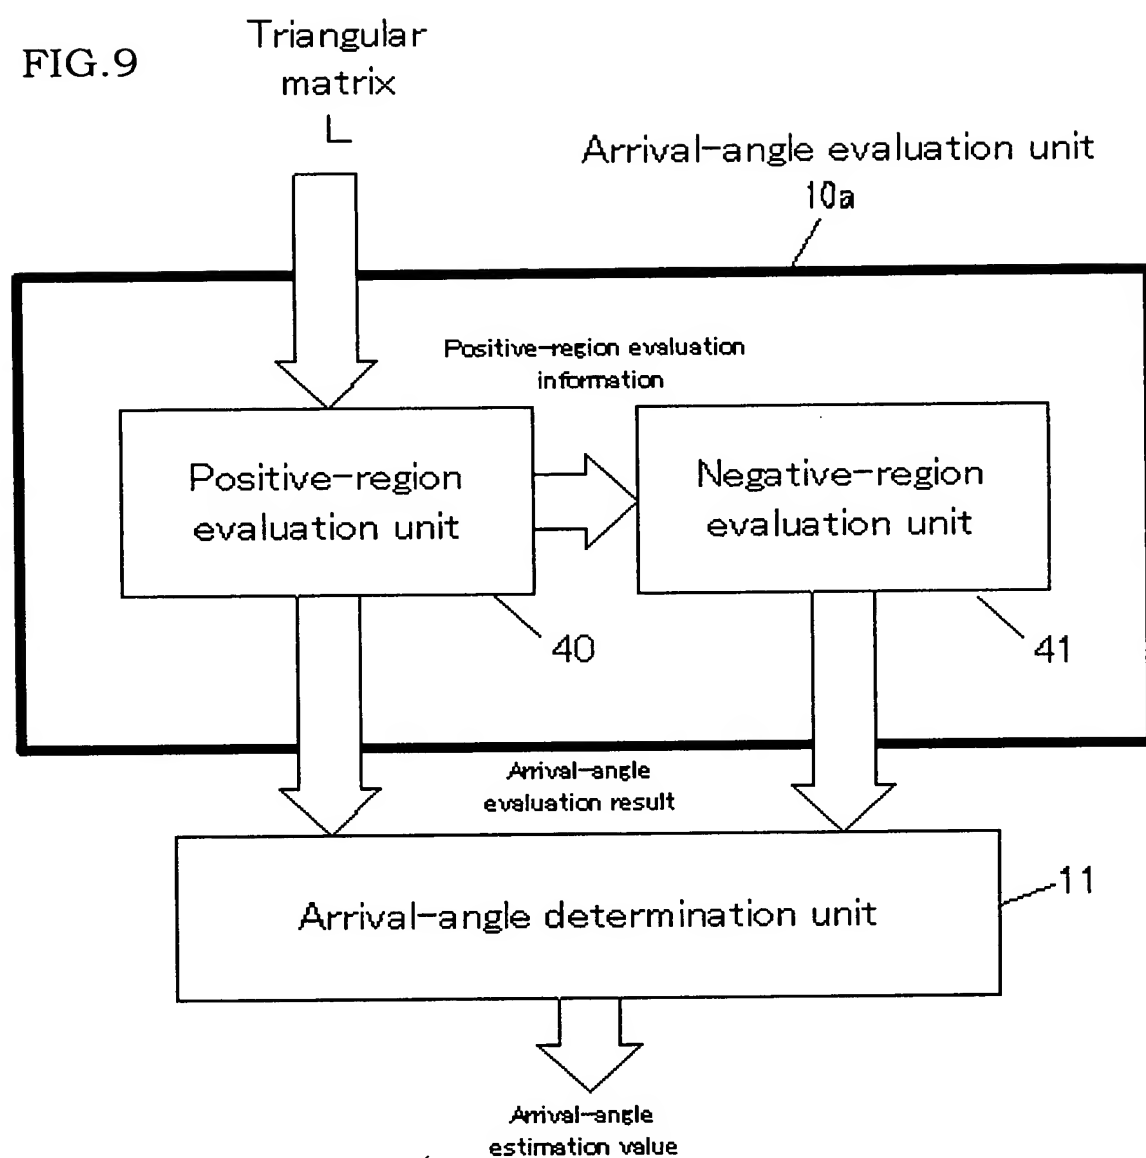 FIG.9
Triangular
matrix
L
Arrival-angle evaluation unit
10a
Positive-region evaluation
information
Positive-region
evaluation unit
Negative-region
evaluation unit
40
41
Arrival-angle
evaluation result
Arrival-angle determination unit
11
Arrival-angle
estimation value